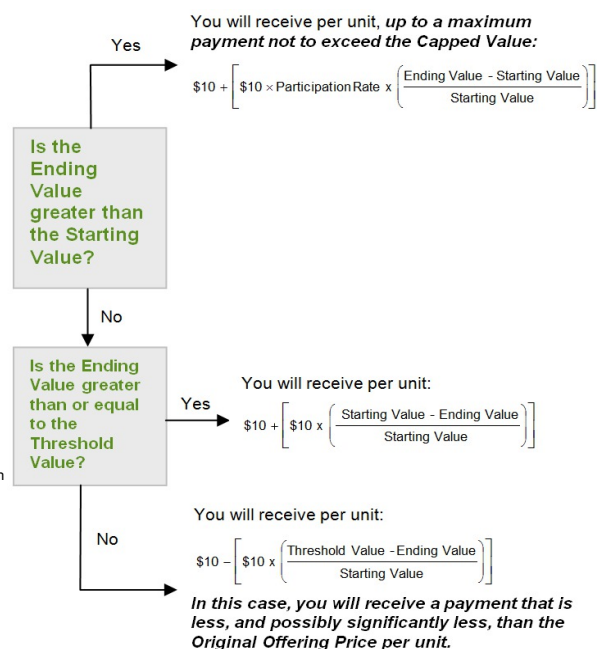 You will receive per unit, up to a maximum
payment not to exceed the Capped Value:
Yes
$10 + [ $10 × Participation Rate x ( Ending Value - Starting Value
Starting Value ) ]
Is the
Ending
Value
greater than
the Starting
Value?
No
Is the Ending
Value greater
than or equal
to the
Threshold
Value?
Yes
You will receive per unit:
$10 + [ $10 x ( Starting Value - Ending Value
Starting Value ) ]
You will receive per unit:
No
$10 – [ $10 x ( Threshold Value - Ending Value
Starting Value ) ]
In this case, you will receive a payment that is
less, and possibly significantly less, than the
Original Offering Price per unit.